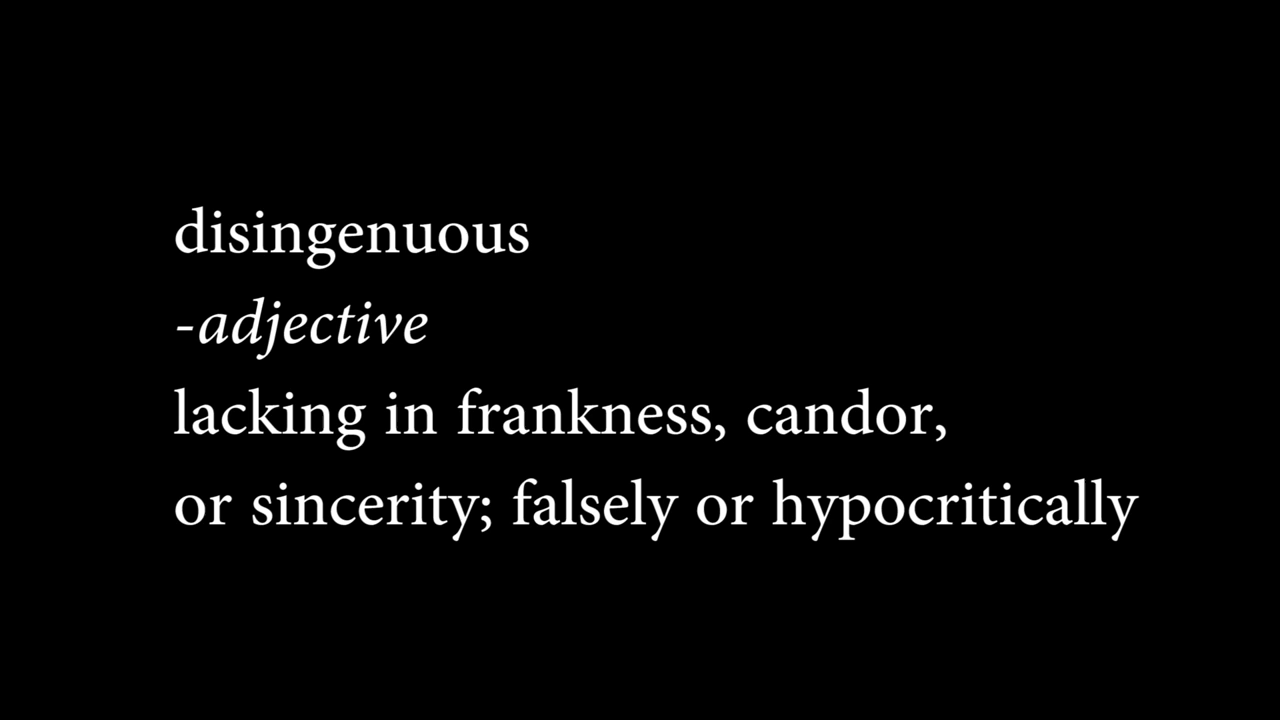 disingenuous
-adjective
lacking in frankness, candor,
or sincerity; falsely or hypocritically